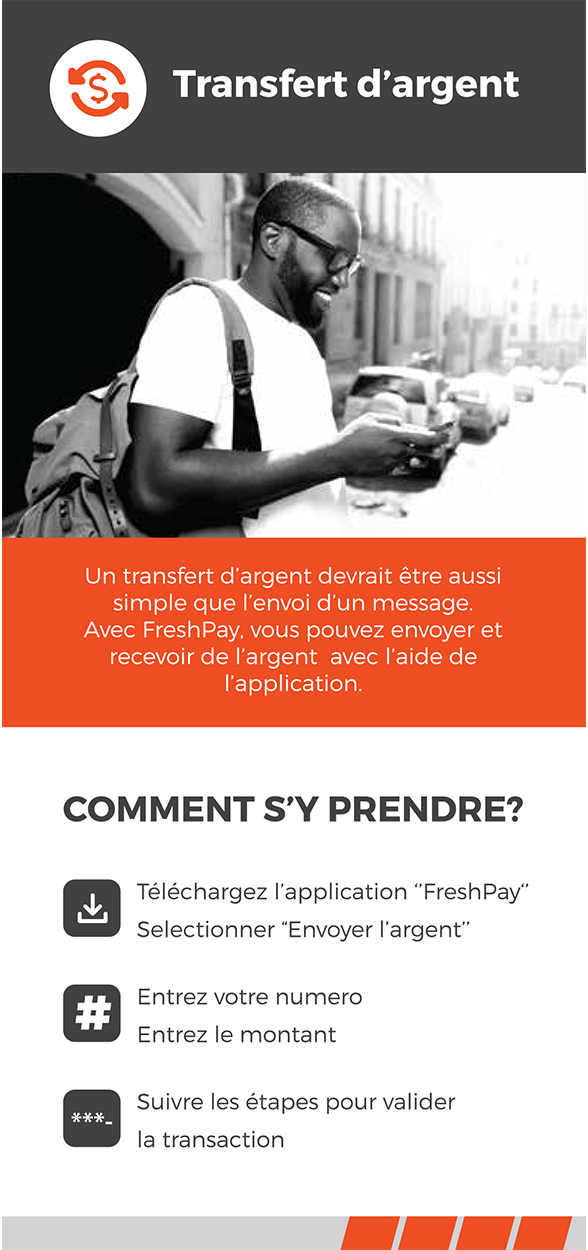 Transfert d’argent
Un transfert d’argent devrait être aussi
simple que l’envoi d’un message.
Avec FreshPay, vous pouvez envoyer et
recevoir de l’argent  avec l’aide de
l’application.
COMMENT S’Y PRENDRE?
Téléchargez l’application ‘’FreshPay‘’
Selectionner “Envoyer l’argent’’
#
Entrez votre numero
Entrez le montant
***_
Suivre les étapes pour valider
la transaction